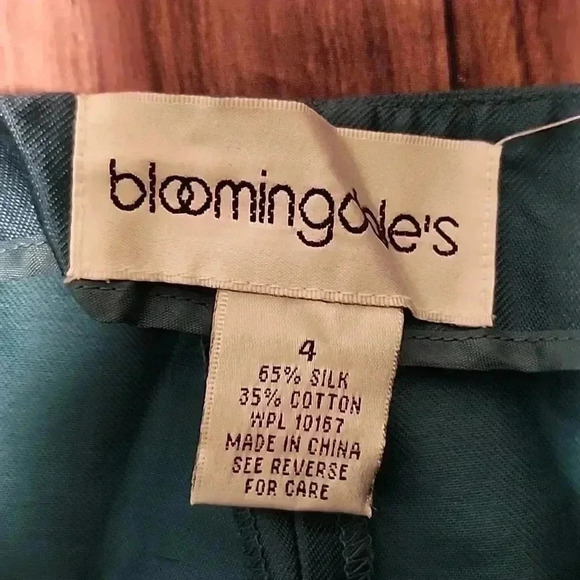 bloomingdale's
4
65% SILK
35% COTTON
WPL 10167
MADE IN CHINA
SEE REVERSE
FOR CARE